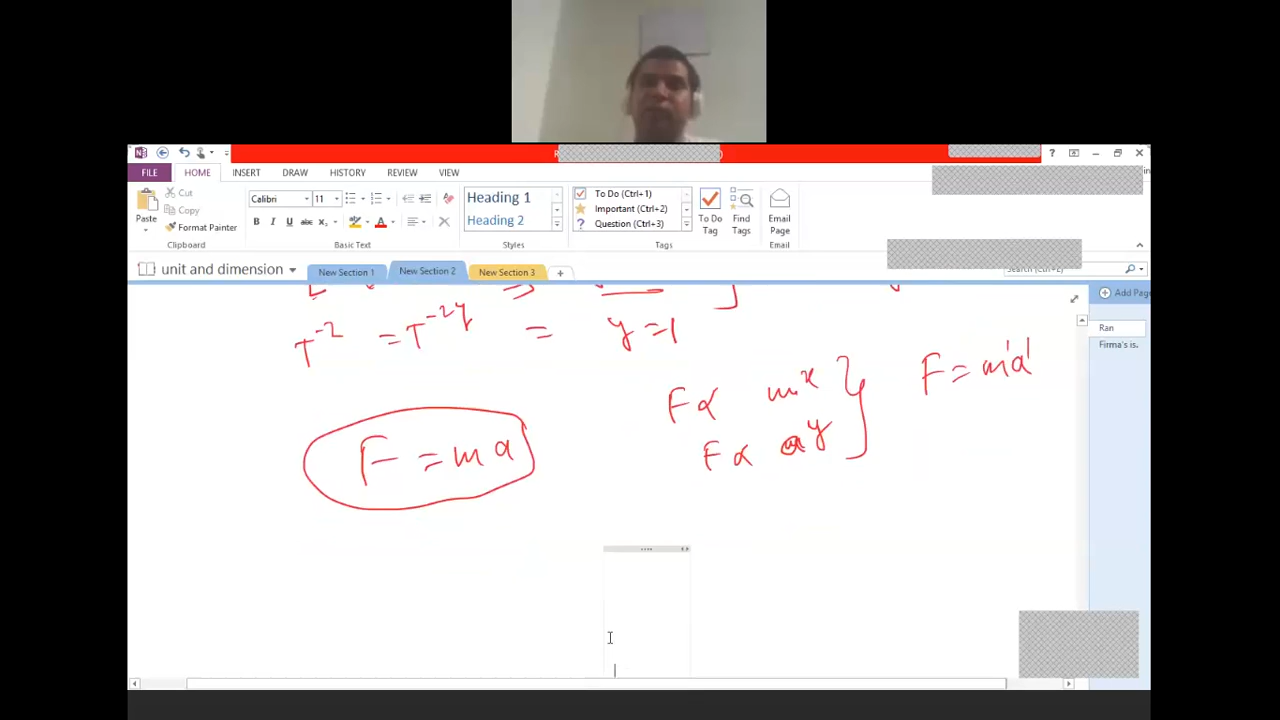 FILE HOME INSERT DRAW HISTORY REVIEW VIEW
Cut
Copy
Format Painter
Paste
Clipboard
Calibri 11
B I U
Basic Text
Heading 1
Heading 2
Styles
To Do (Ctrl+1)
Important (Ctrl+2)
Question (Ctrl+3)
Tags
To Do Tag
Find Tags
Email Page
Email
unit and dimension New Section 1 New Section 2 New Section 3
Search (Ctrl+E)
Add Page
Ran
Firma's is.
T⁻² = T⁻²ʸ = y = 1
F ∝ mˣ
F ∝ aʸ
F = m¹a¹
F = ma